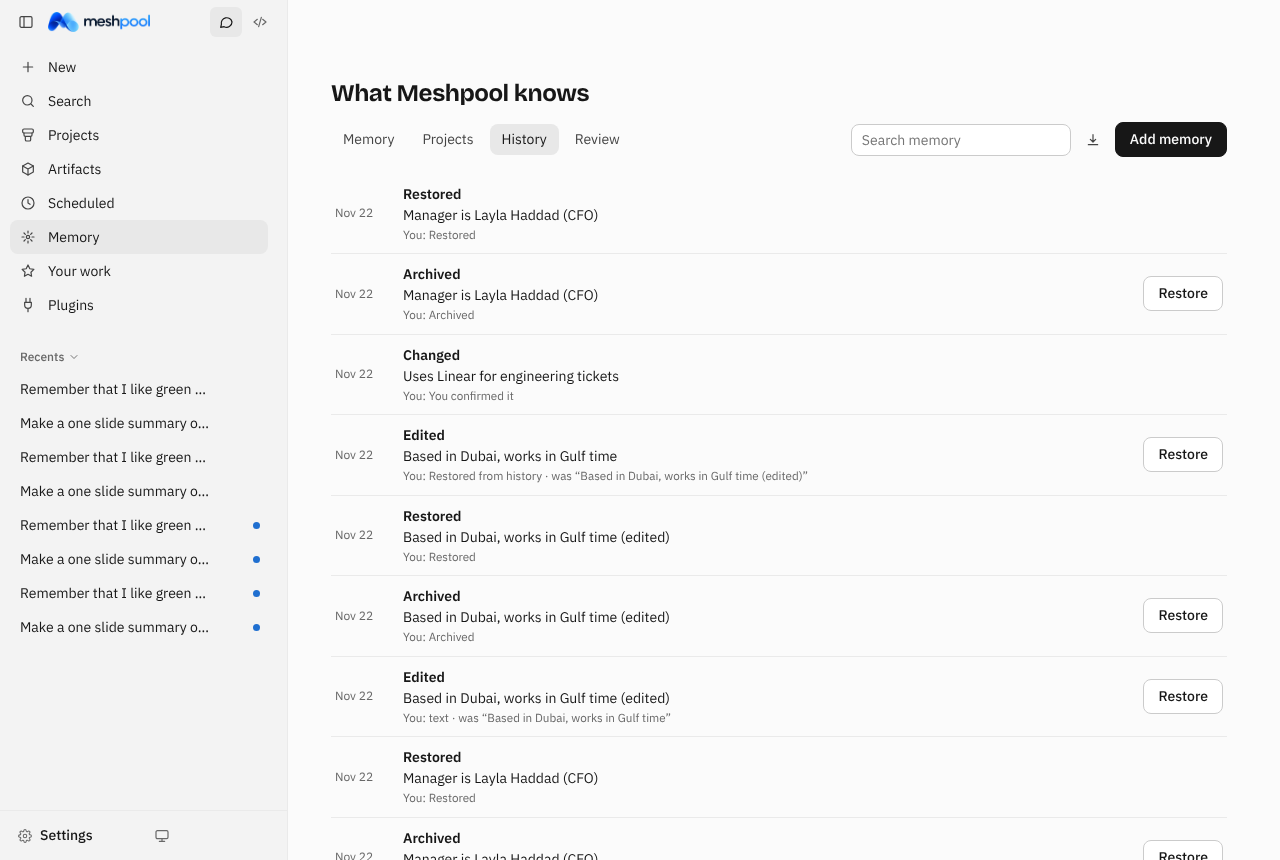 meshpool
New
Search
Projects
Artifacts
Scheduled
Memory
Your work
Plugins
Recents
Remember that I like green ...
Make a one slide summary o...
Remember that I like green ...
Make a one slide summary o...
Remember that I like green ...
Make a one slide summary o...
Remember that I like green ...
Make a one slide summary o...
Settings
What Meshpool knows
Memory Projects History Review Search memory Add memory
Restored
Nov 22
Manager is Layla Haddad (CFO)
You: Restored
Archived
Nov 22
Manager is Layla Haddad (CFO)
Restore
You: Archived
Changed
Nov 22
Uses Linear for engineering tickets
You: You confirmed it
Edited
Nov 22
Based in Dubai, works in Gulf time
Restore
You: Restored from history · was “Based in Dubai, works in Gulf time (edited)”
Restored
Nov 22
Based in Dubai, works in Gulf time (edited)
You: Restored
Archived
Nov 22
Based in Dubai, works in Gulf time (edited)
Restore
You: Archived
Edited
Nov 22
Based in Dubai, works in Gulf time (edited)
Restore
You: text · was “Based in Dubai, works in Gulf time”
Restored
Nov 22
Manager is Layla Haddad (CFO)
You: Restored
Archived
Nov 22
Manager is Layla Haddad (CFO)
Restore